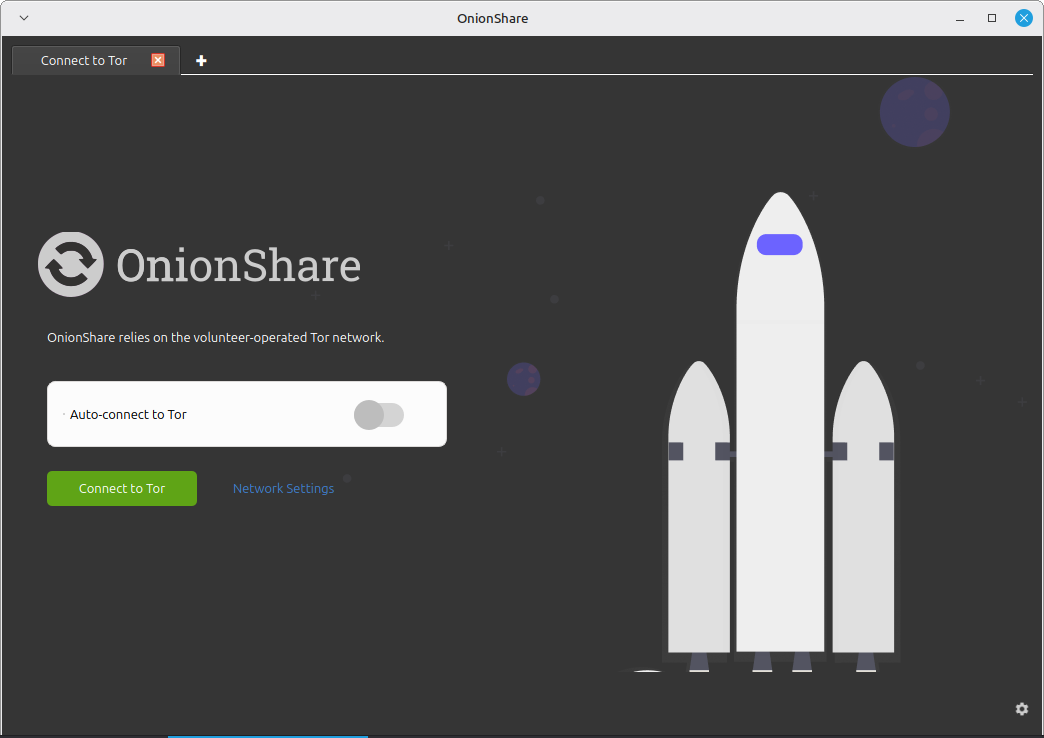 OnionShare
Connect to Tor
OnionShare
OnionShare relies on the volunteer-operated Tor network.
Auto-connect to Tor
Connect to Tor
Network Settings